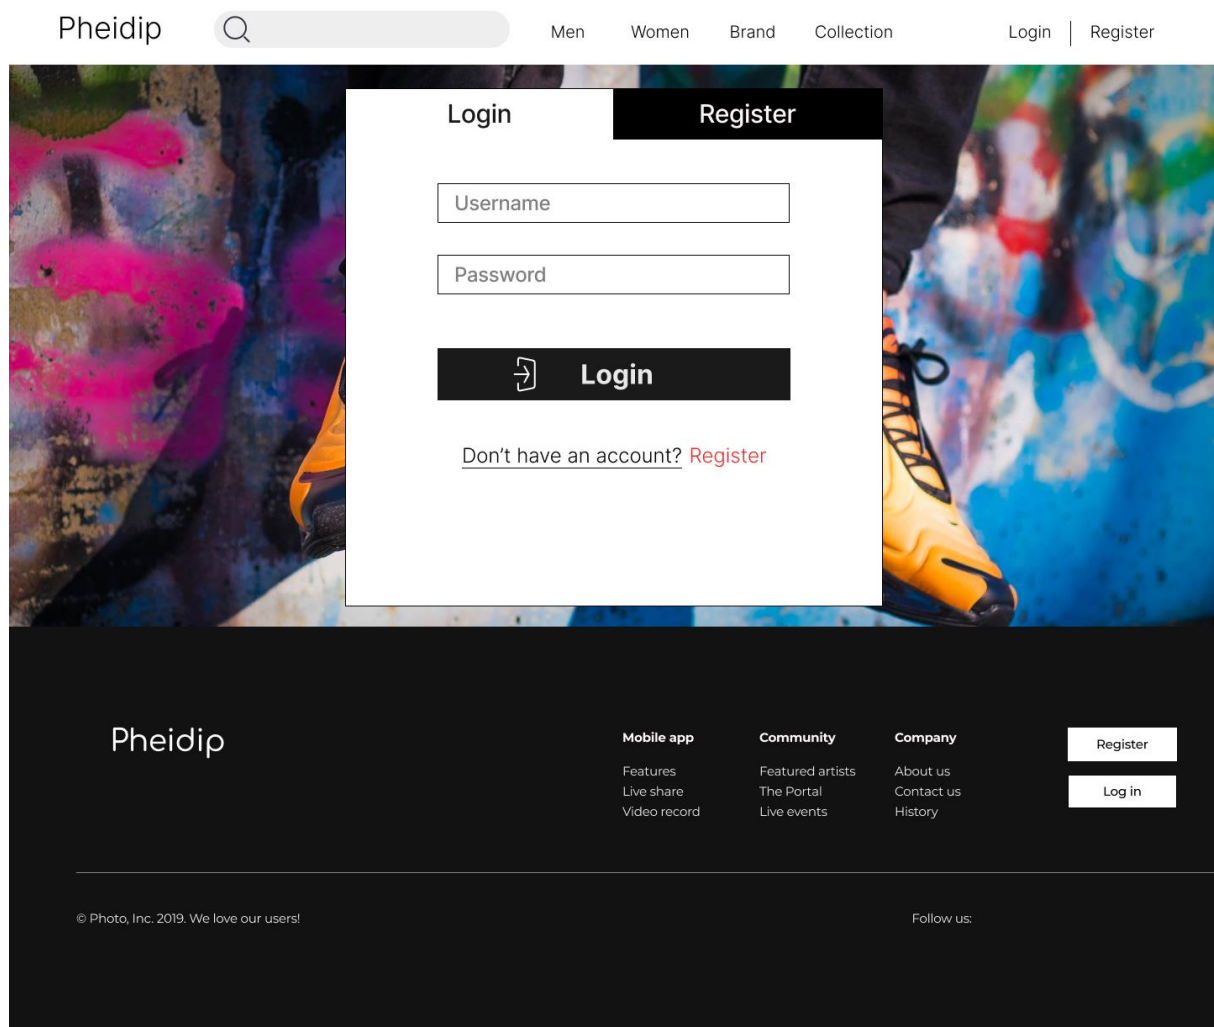 Pheidip
Men Women Brand Collection Login Register
Login Register
Username
Password
Login
Don’t have an account? Register
Pheidip
Mobile app
Features
Live share
Video record
Community
Featured artists
The Portal
Live events
Company
About us
Contact us
History
Register
Log in
© Photo, Inc. 2019. We love our users!
Follow us: